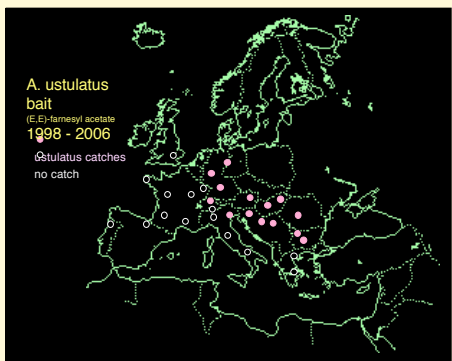 A. ustulatus
bait
(E,E)-farnesyl acetate
1998 - 2006
ustulatus catches
no catch